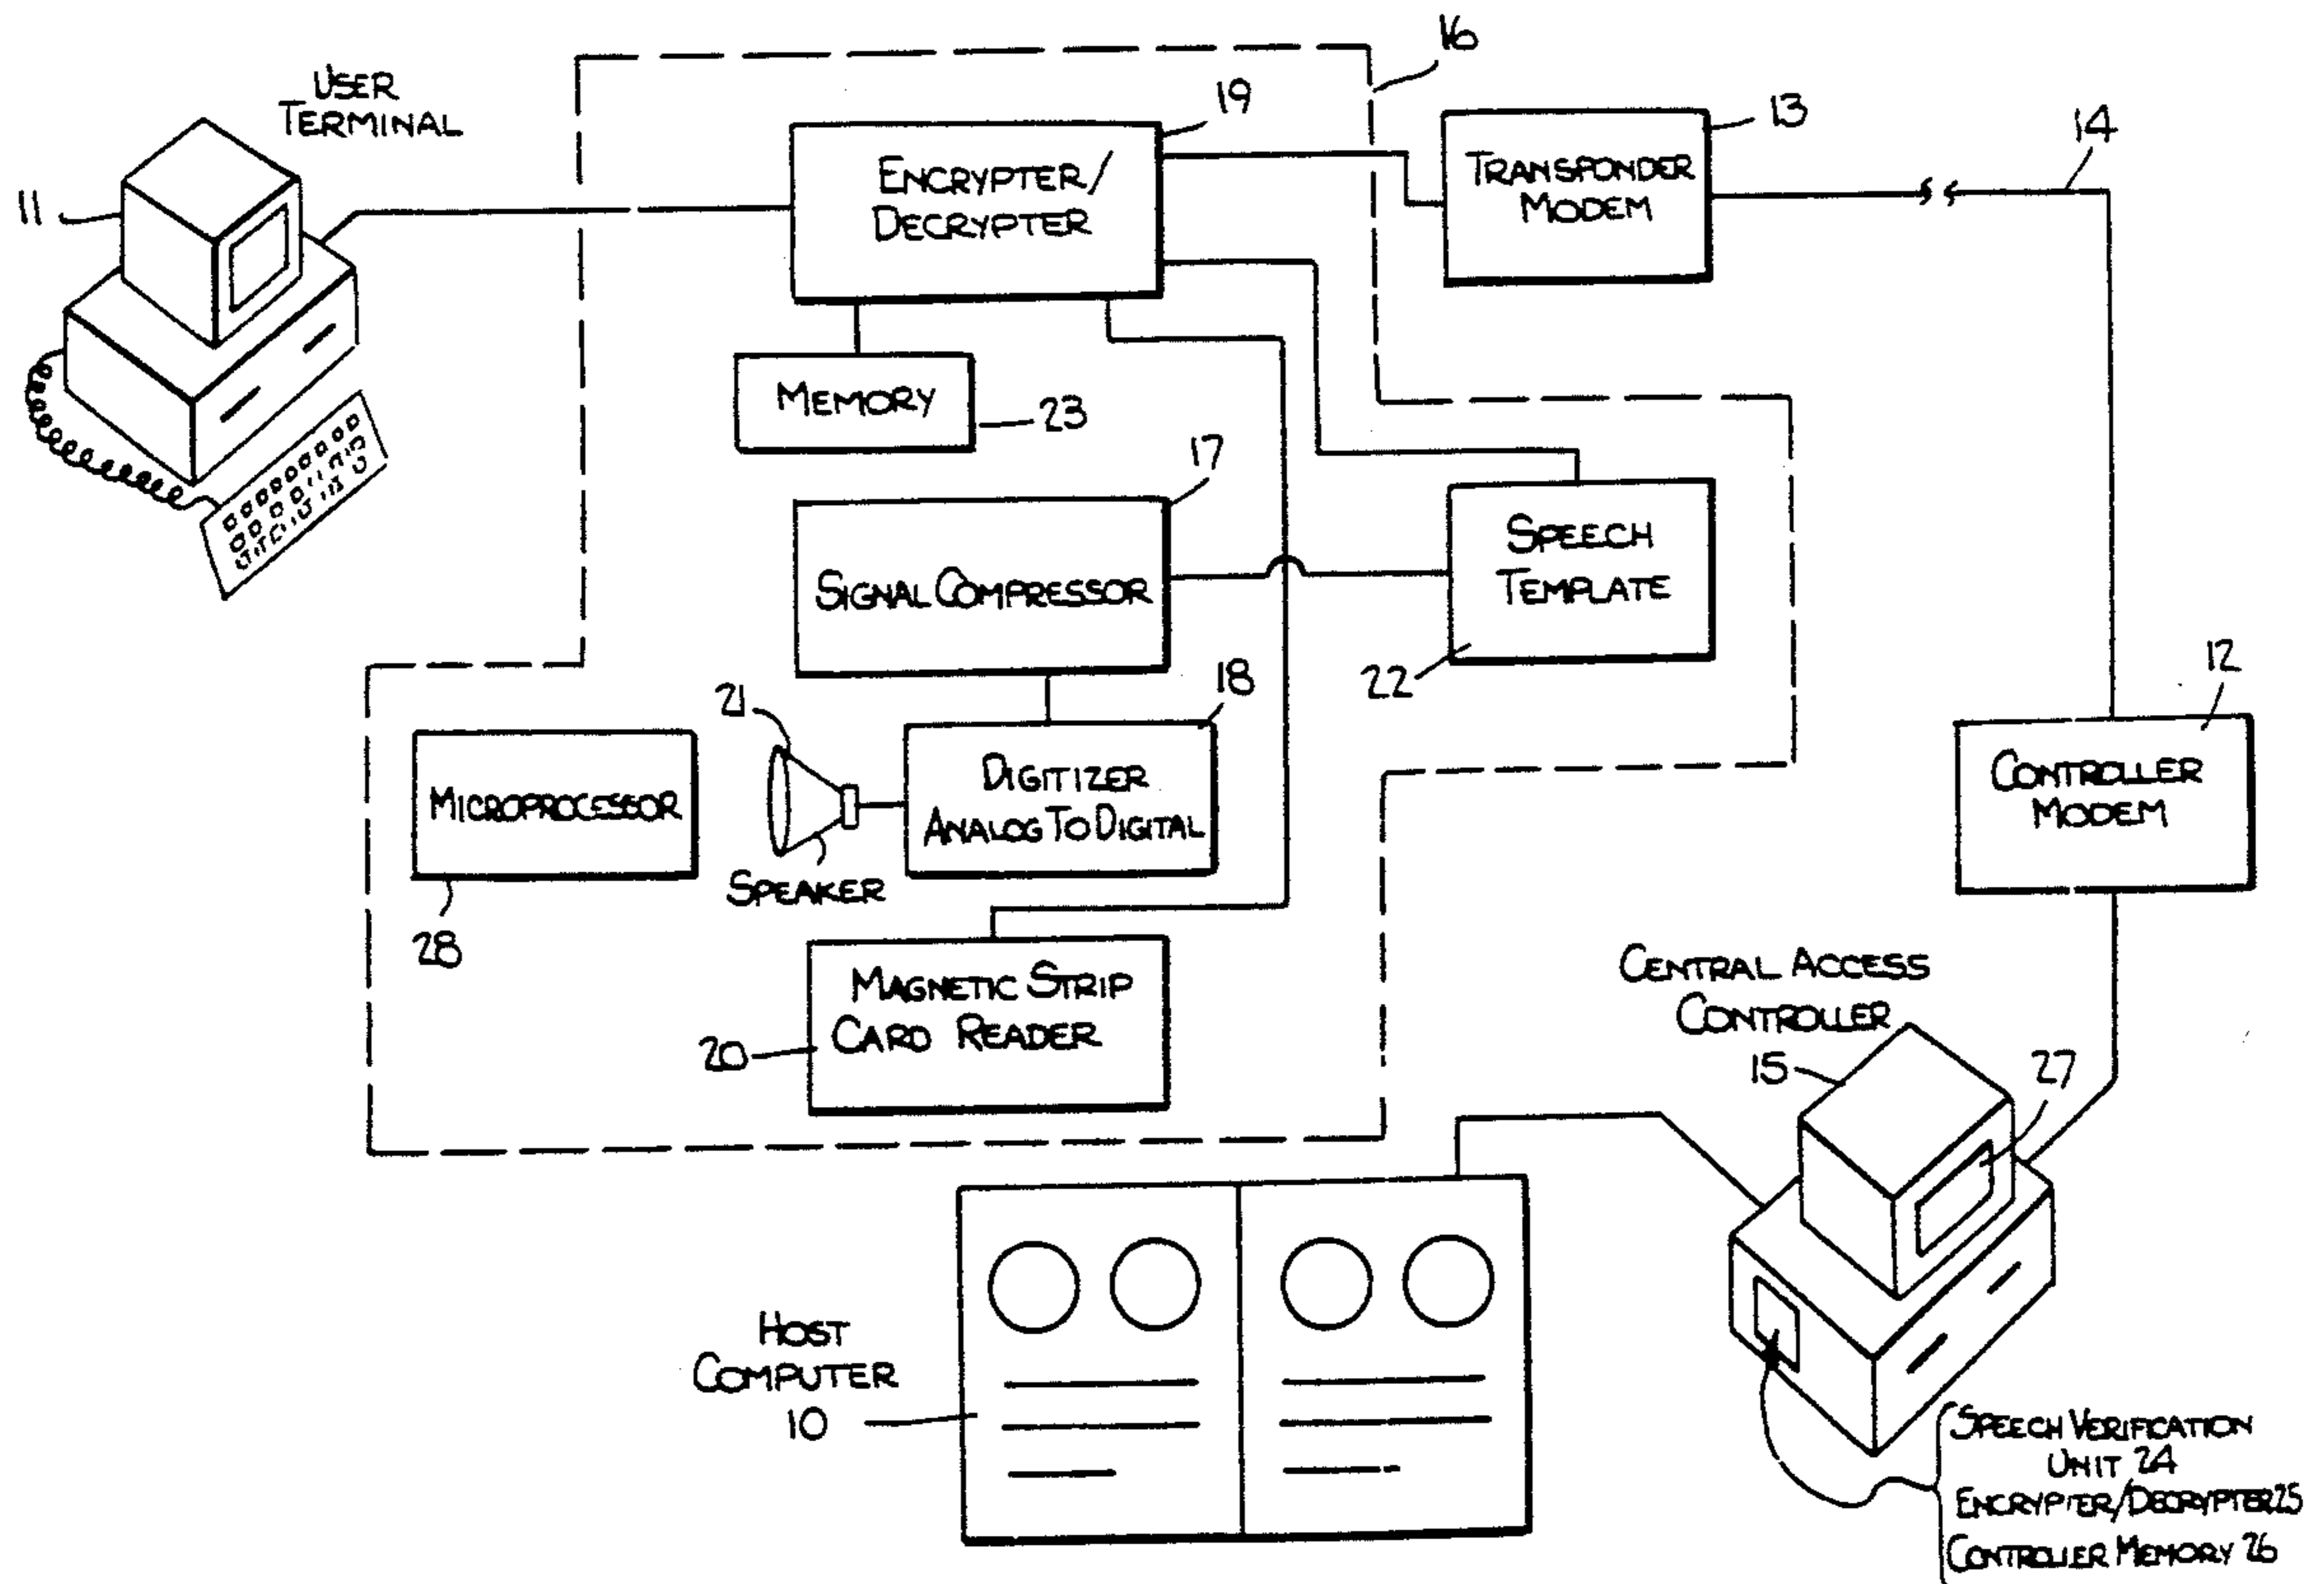 16
USER
TERMINAL
11
19
ENCRYPTER/
DECRYPTER
13
TRANSPONDER
MODEM
14
MEMORY
23
17
SIGNAL COMPRESSOR
SPEECH
TEMPLATE
22
12
CONTROLLER
MODEM
MICROPROCESSOR
28
21
SPEAKER
18
DIGITIZER
ANALOG TO DIGITAL
MAGNETIC STRIP
CARD READER
20
CENTRAL ACCESS
CONTROLLER
15
27
HOST
COMPUTER
10
SPEECH VERIFICATION
UNIT 24
ENCRYPTER/DECRYPTER 25
CONTROLLER MEMORY 26